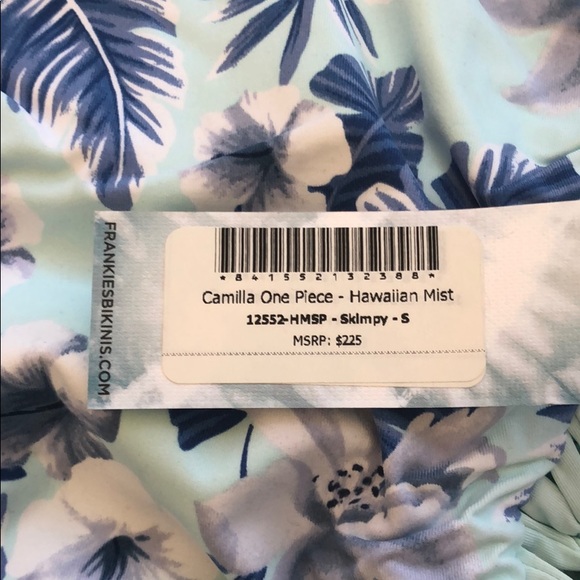 FRANKIESBIKINIS.COM
*841552132388*
Camilla One Piece - Hawaiian Mist
12552-HMSP - Skimpy - S
MSRP: $225